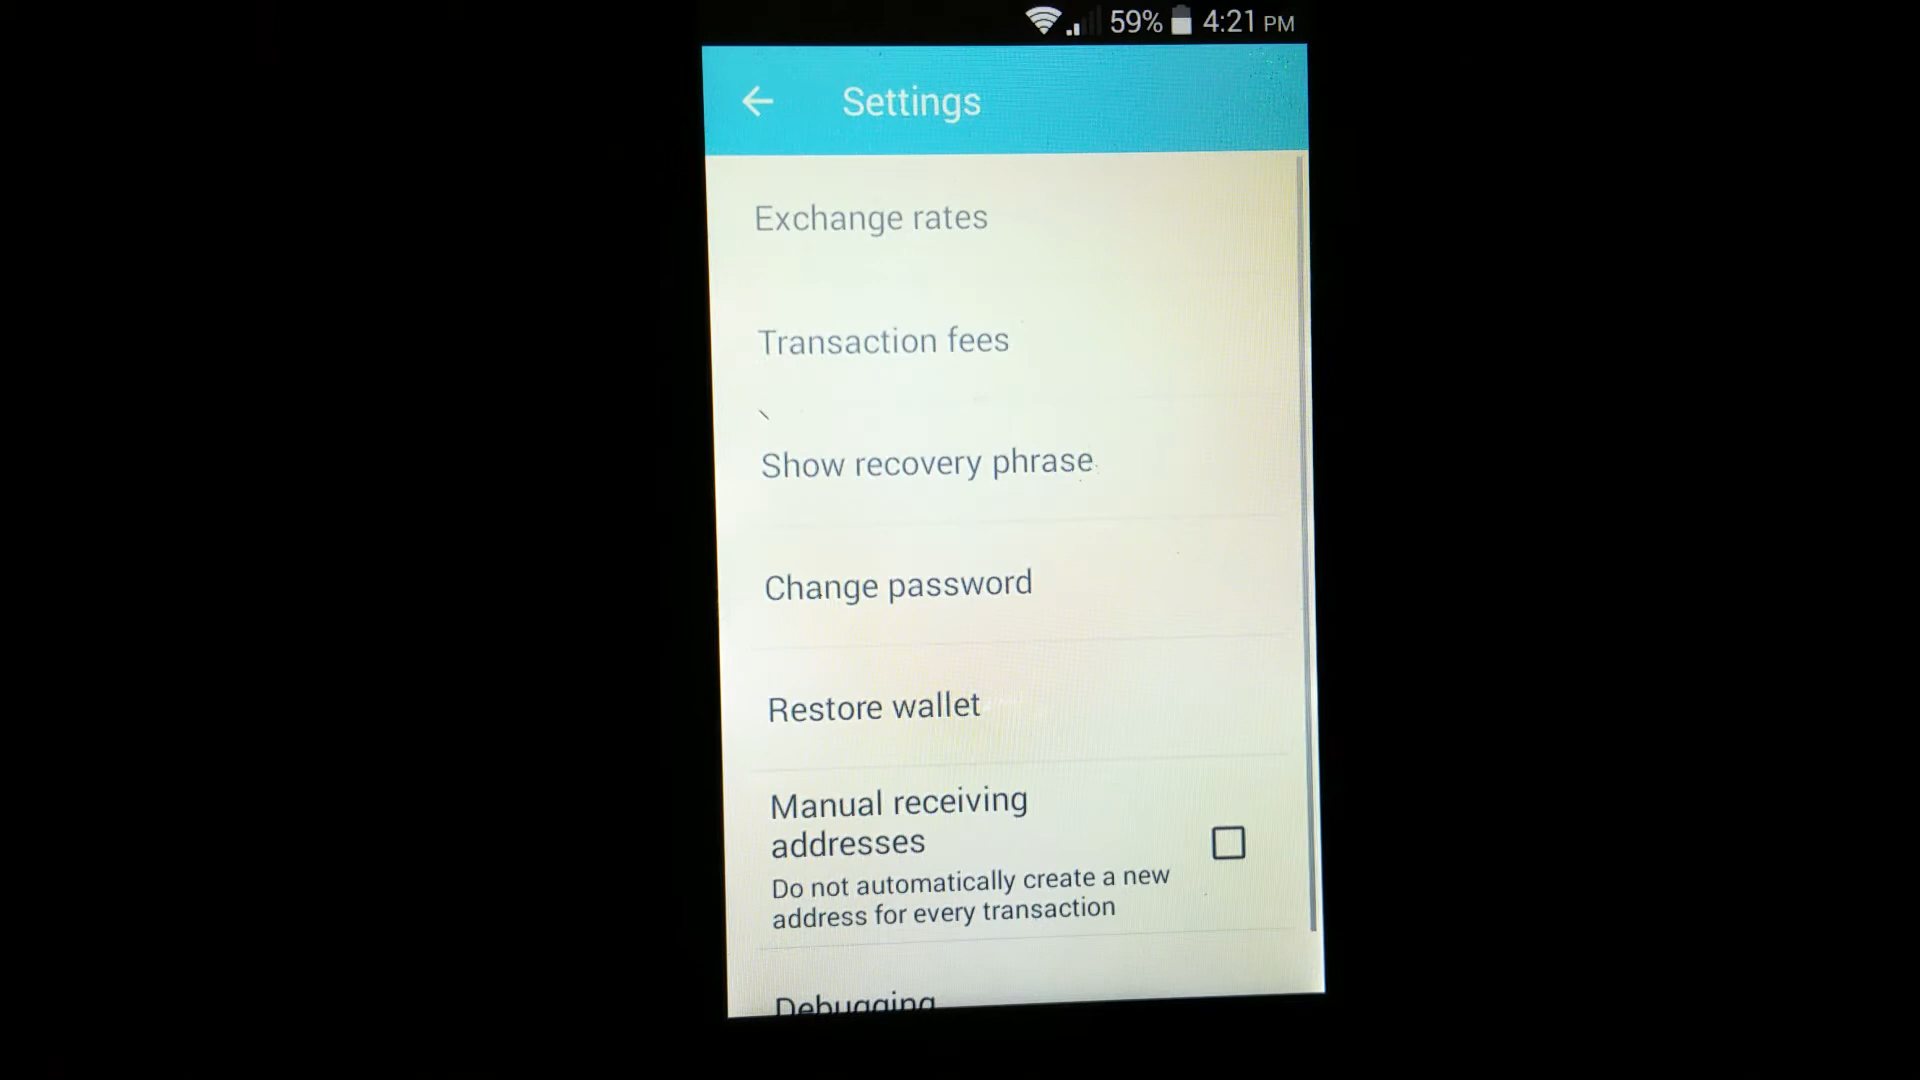 59% 4:21 PM
Settings
Exchange rates
Transaction fees
Show recovery phrase
Change password
Restore wallet
Manual receiving
addresses
Do not automatically create a new
address for every transaction
Debugging